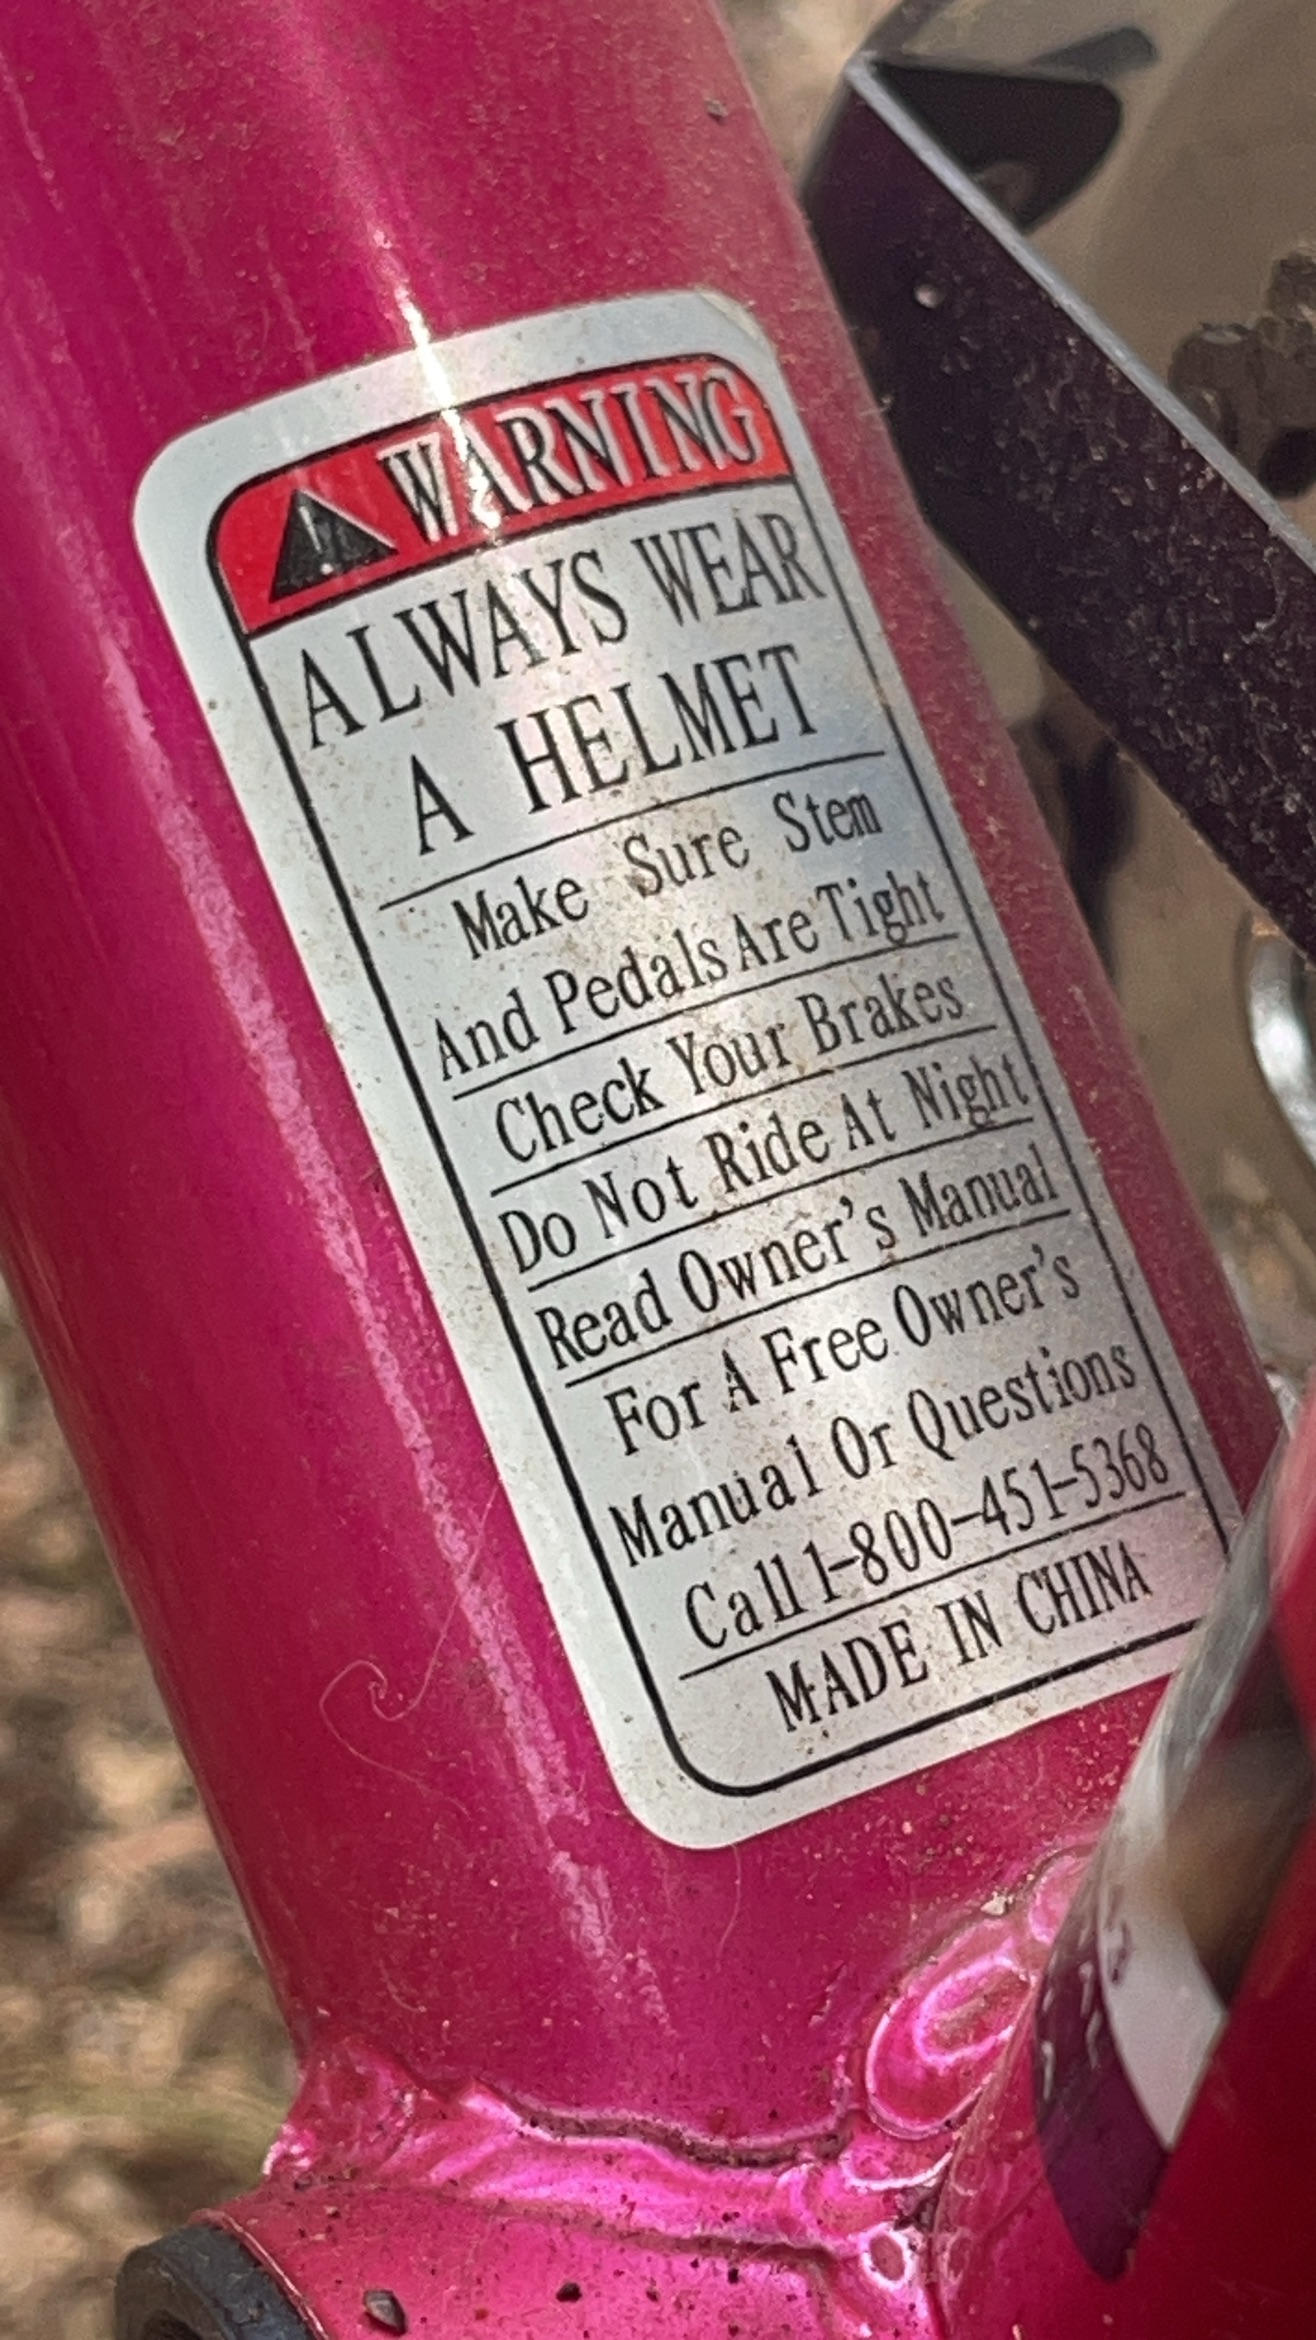 WARNING
ALWAYS WEAR
A HELMET
Make Sure Stem
And Pedals Are Tight
Check Your Brakes
Do Not Ride At Night
Read Owner's Manual
For A Free Owner's
Manual Or Questions
Call 1-800-451-5368
MADE IN CHINA